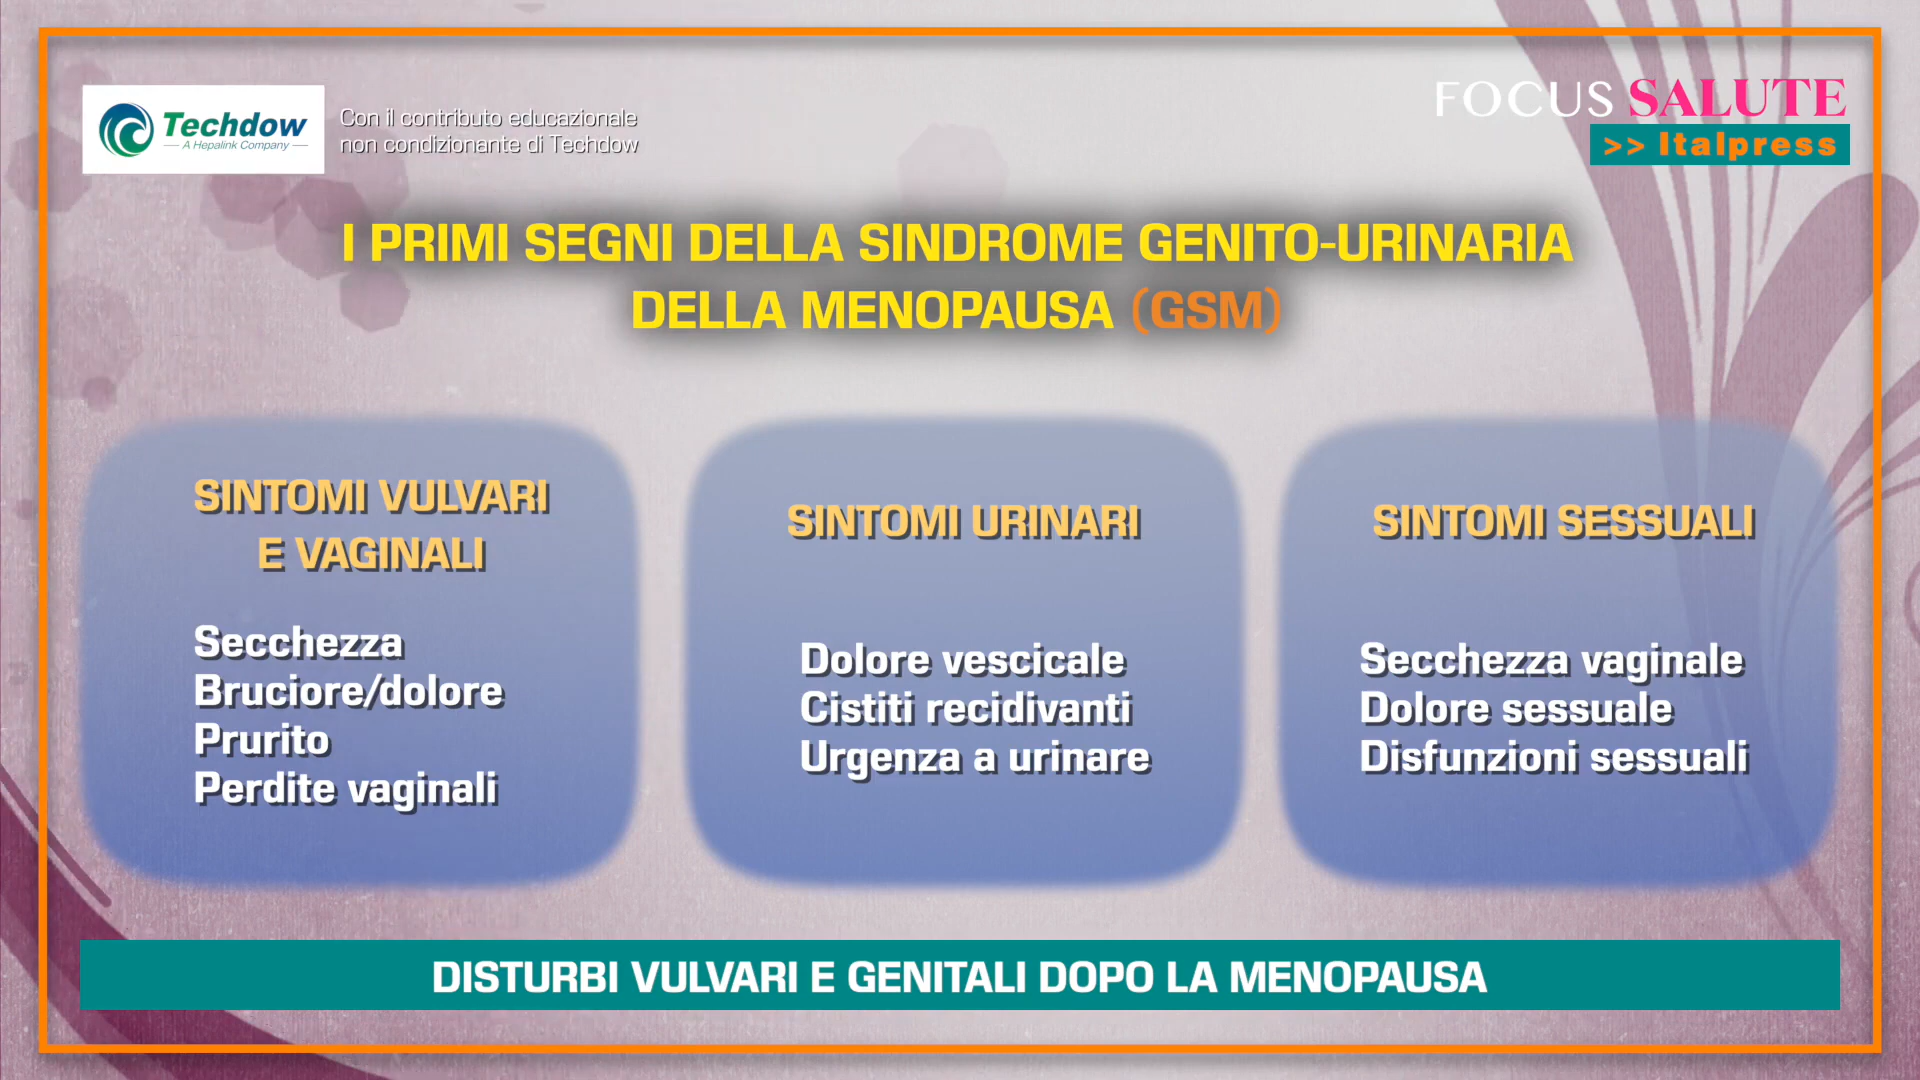 Techdow
A Hepalink Company
Con il contributo educazionale
non condizionante di Techdow
FOCUS SALUTE
>> Italpress
I PRIMI SEGNI DELLA SINDROME GENITO-URINARIA
DELLA MENOPAUSA (GSM)
SINTOMI VULVARI
E VAGINALI
Secchezza
Bruciore/dolore
Prurito
Perdite vaginali
SINTOMI URINARI
Dolore vescicale
Cistiti recidivanti
Urgenza a urinare
SINTOMI SESSUALI
Secchezza vaginale
Dolore sessuale
Disfunzioni sessuali
DISTURBI VULVARI E GENITALI DOPO LA MENOPAUSA